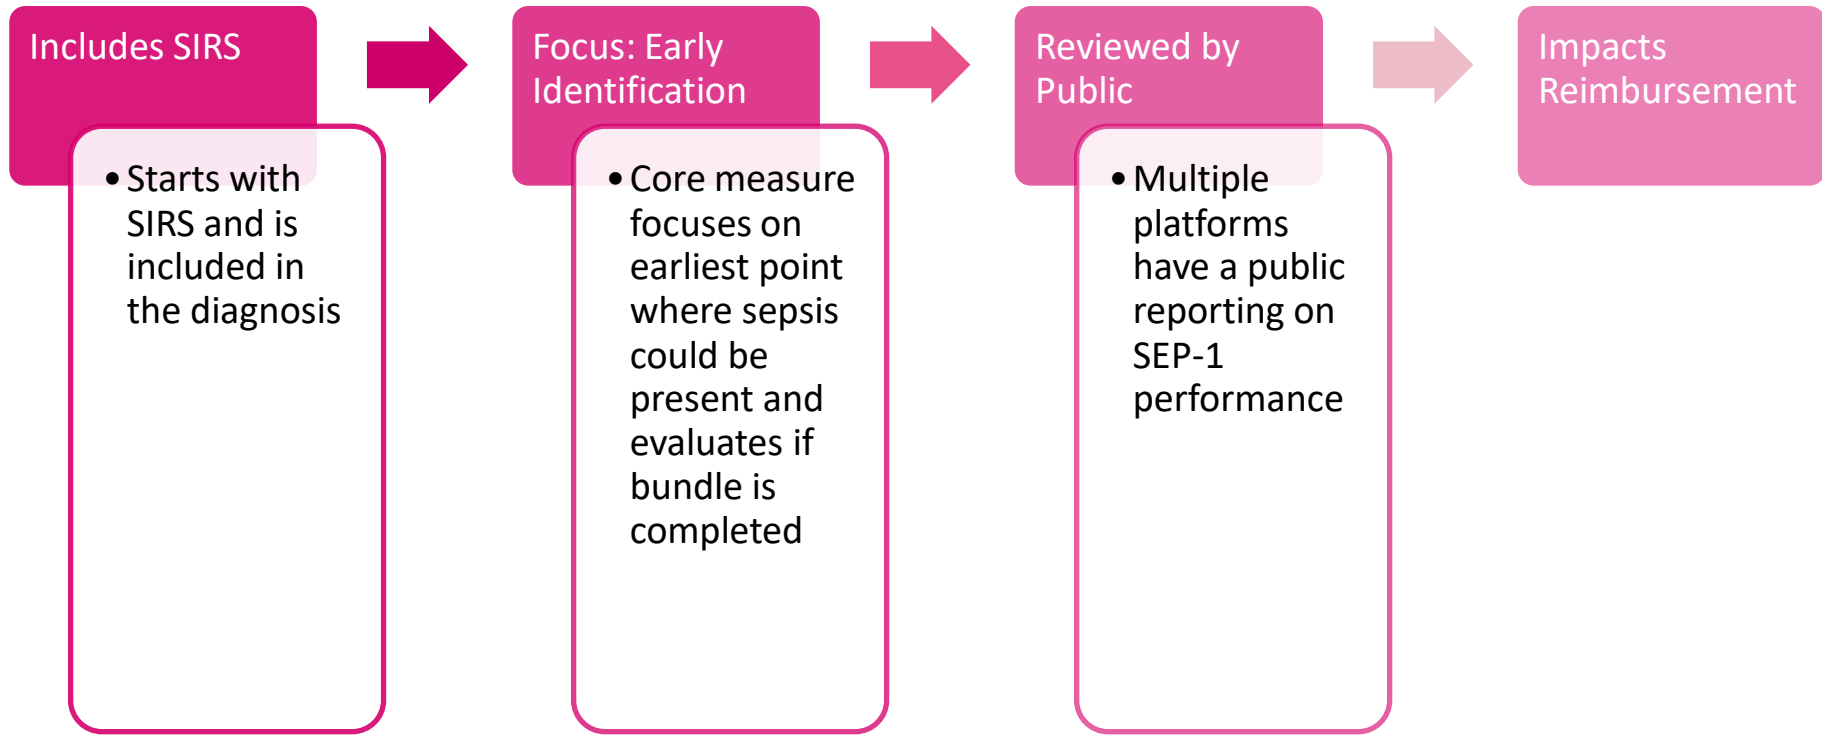 Includes SIRS
• Starts with
SIRS and is
included in
the diagnosis
Focus: Early
Identification
• Core measure
focuses on
earliest point
where sepsis
could be
present and
evaluates if
bundle is
completed
Reviewed by
Public
• Multiple
platforms
have a public
reporting on
SEP-1
performance
Impacts
Reimbursement